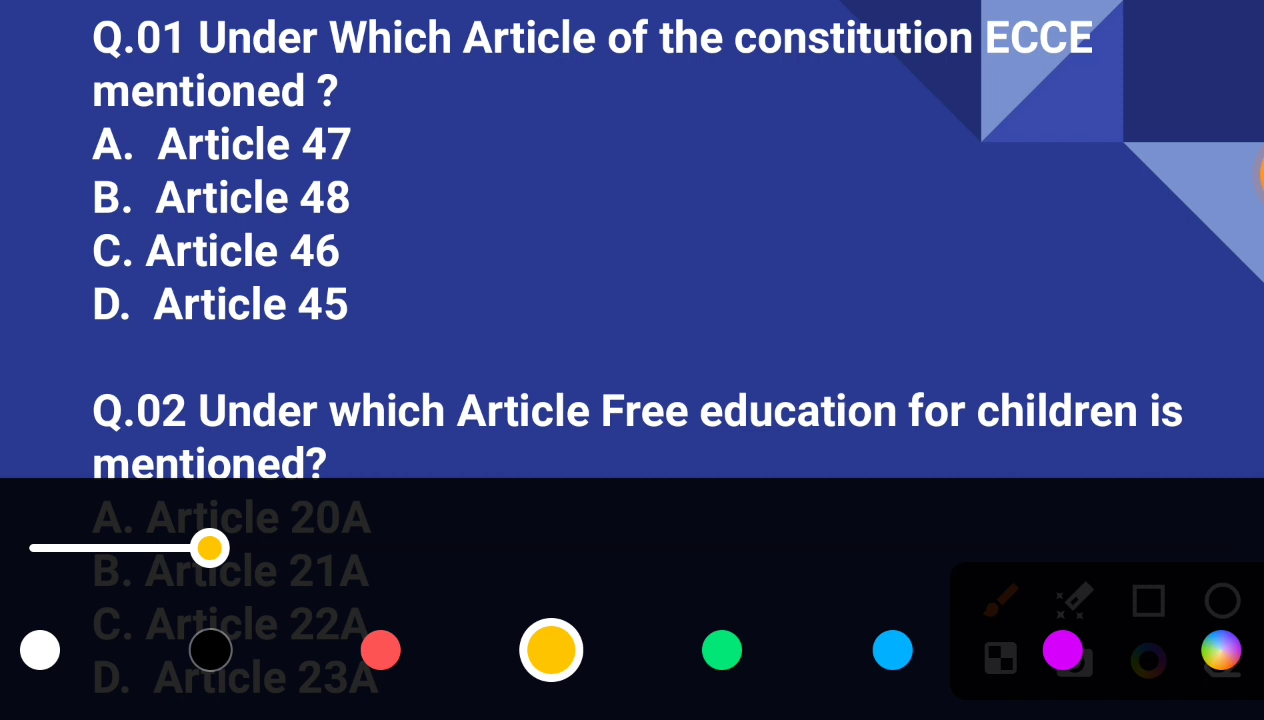 Q.01 Under Which Article of the constitution ECCE
mentioned ?
A. Article 47
B. Article 48
C. Article 46
D. Article 45
Q.02 Under which Article Free education for children is
mentioned?
A. Article 20A
B. Article 21A
C. Article 22A
D. Article 23A